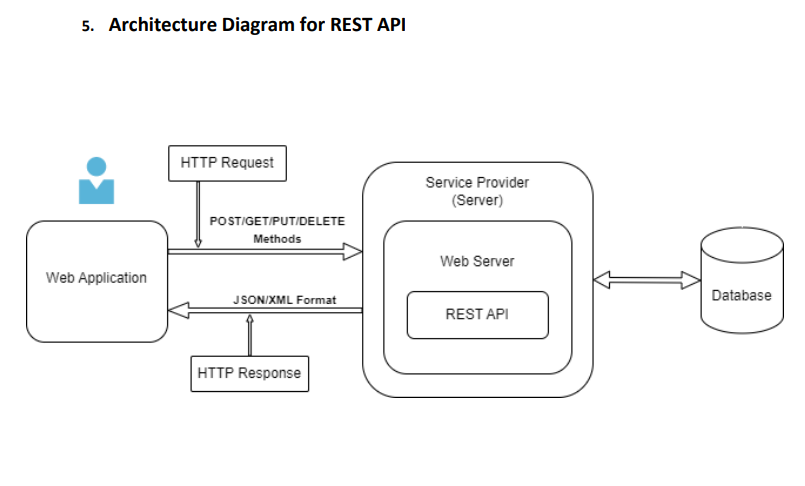 5. Architecture Diagram for REST API
HTTP Request
POST/GET/PUT/DELETE
Methods
Web Application
JSON/XML Format
HTTP Response
Service Provider
(Server)
Web Server
REST API
Database